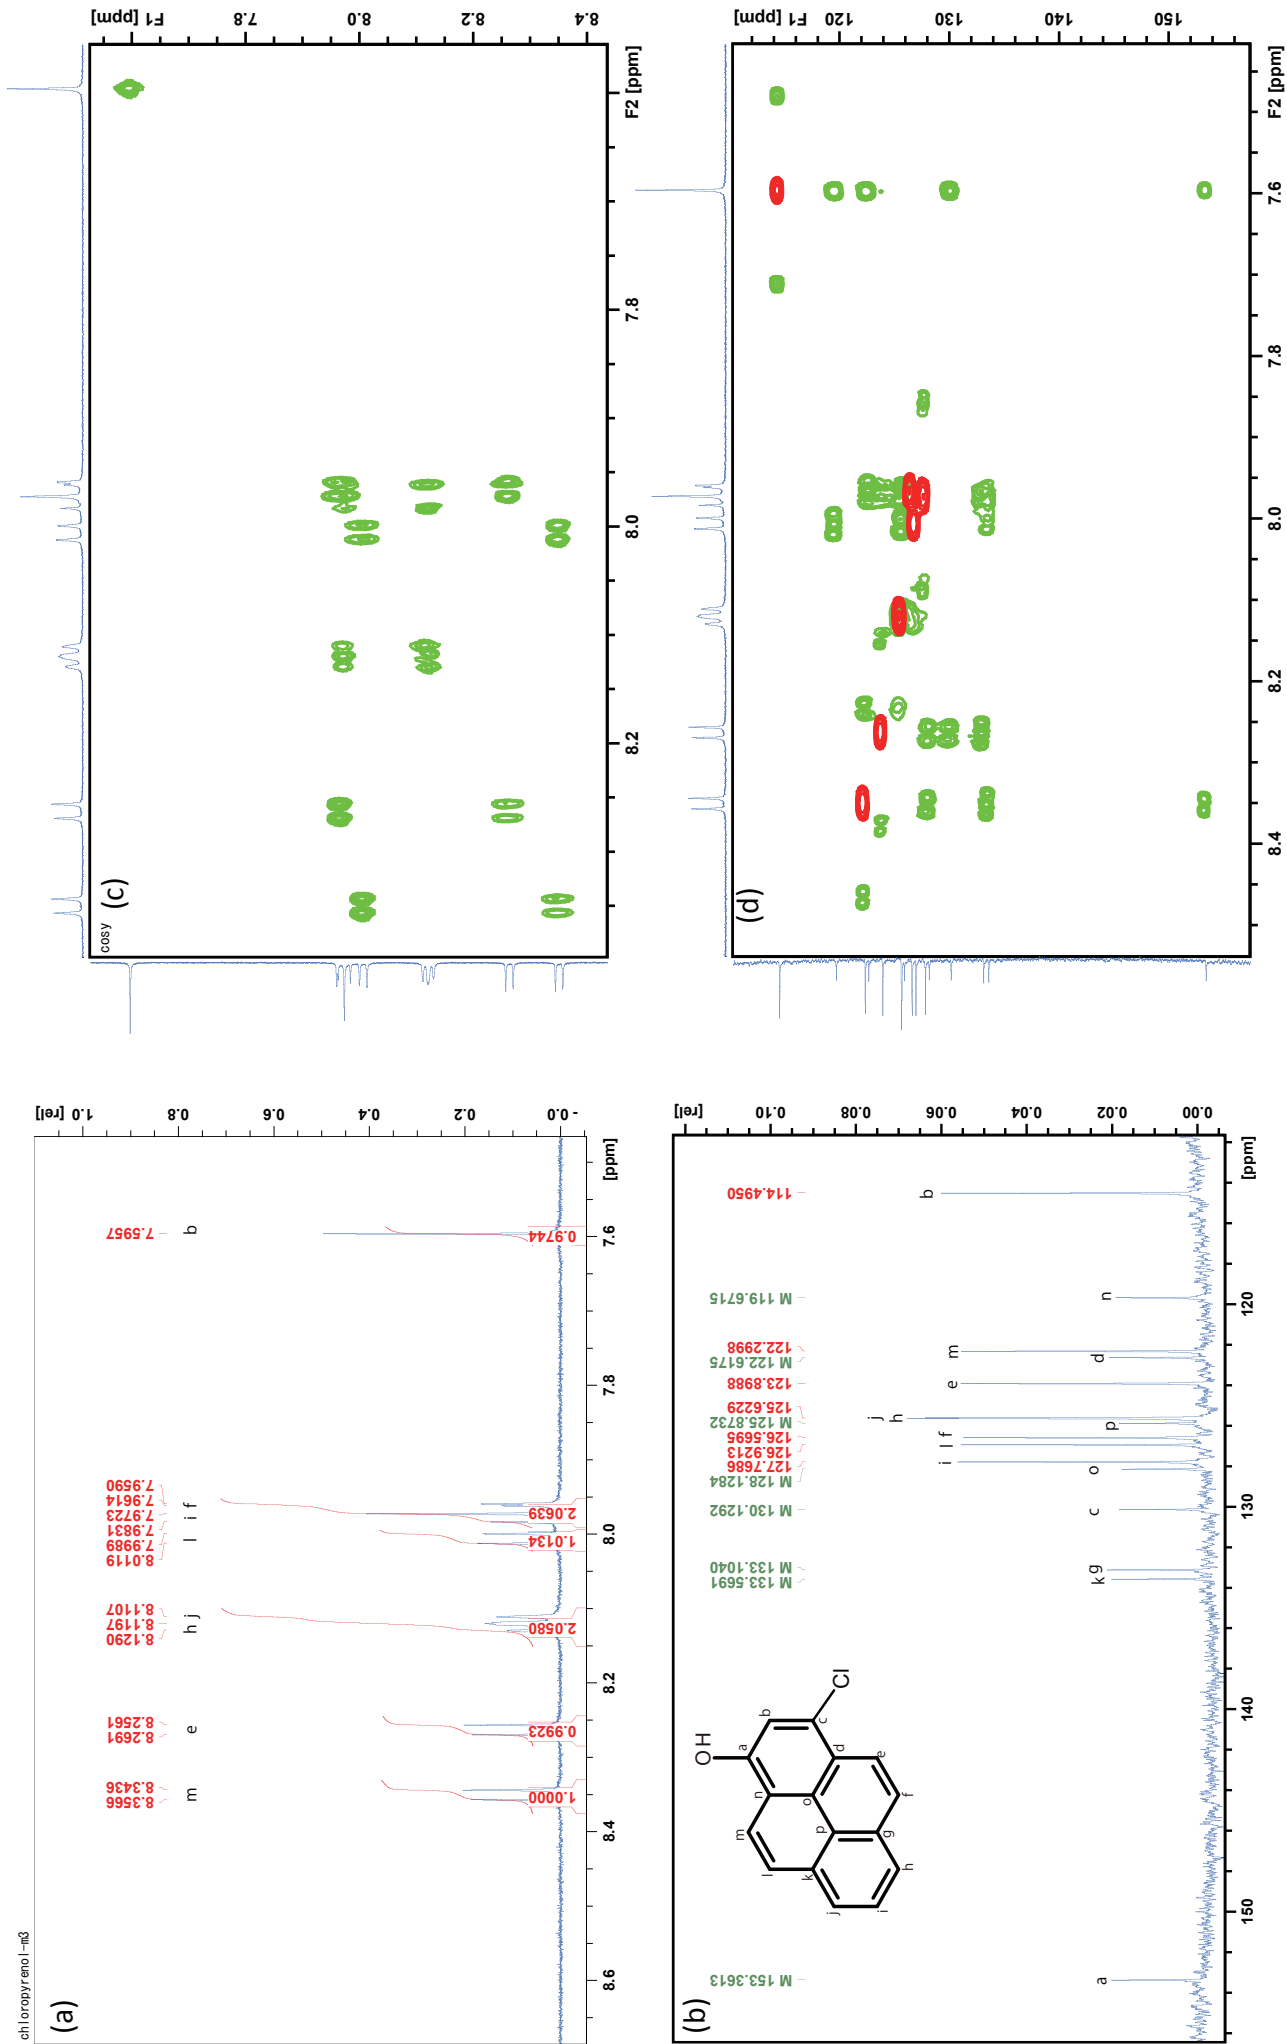 chloropyrenol-m3
(a)
8.3566
8.3436
8.2691
8.2561
8.1290
8.1197
8.1107
8.0119
7.9989
7.9831
7.9723
7.9614
7.9590
7.5957
m
e
h j
l
i f
b
1.0000
0.9923
2.0580
1.0134
2.0639
0.9744
8.6
8.4
8.2
8.0
7.8
7.6
[ppm]
1.0 [rel]
0.8
0.6
0.4
0.2
-0.0
(b)
M 153.3613
M 133.5691
M 133.1040
M 130.1292
M 128.1284
127.7686
126.9213
126.5695
M 125.8732
125.6229
123.8988
M 122.6175
122.2998
M 119.6715
114.4950
a
k
g
c
o
i
l
f
p
h
j
e
d
m
n
b
OH
Cl
a
b
c
d
e
f
g
h
i
j
k
l
m
n
o
p
150
140
130
120
[ppm]
[rel]
0.10
0.08
0.06
0.04
0.02
0.00
cosy
(c)
8.2
8.0
7.8
F2 [ppm]
F1 [ppm]
7.8
8.0
8.2
8.4
(d)
8.4
8.2
8.0
7.8
7.6
F2 [ppm]
F1 [ppm]
120
130
140
150